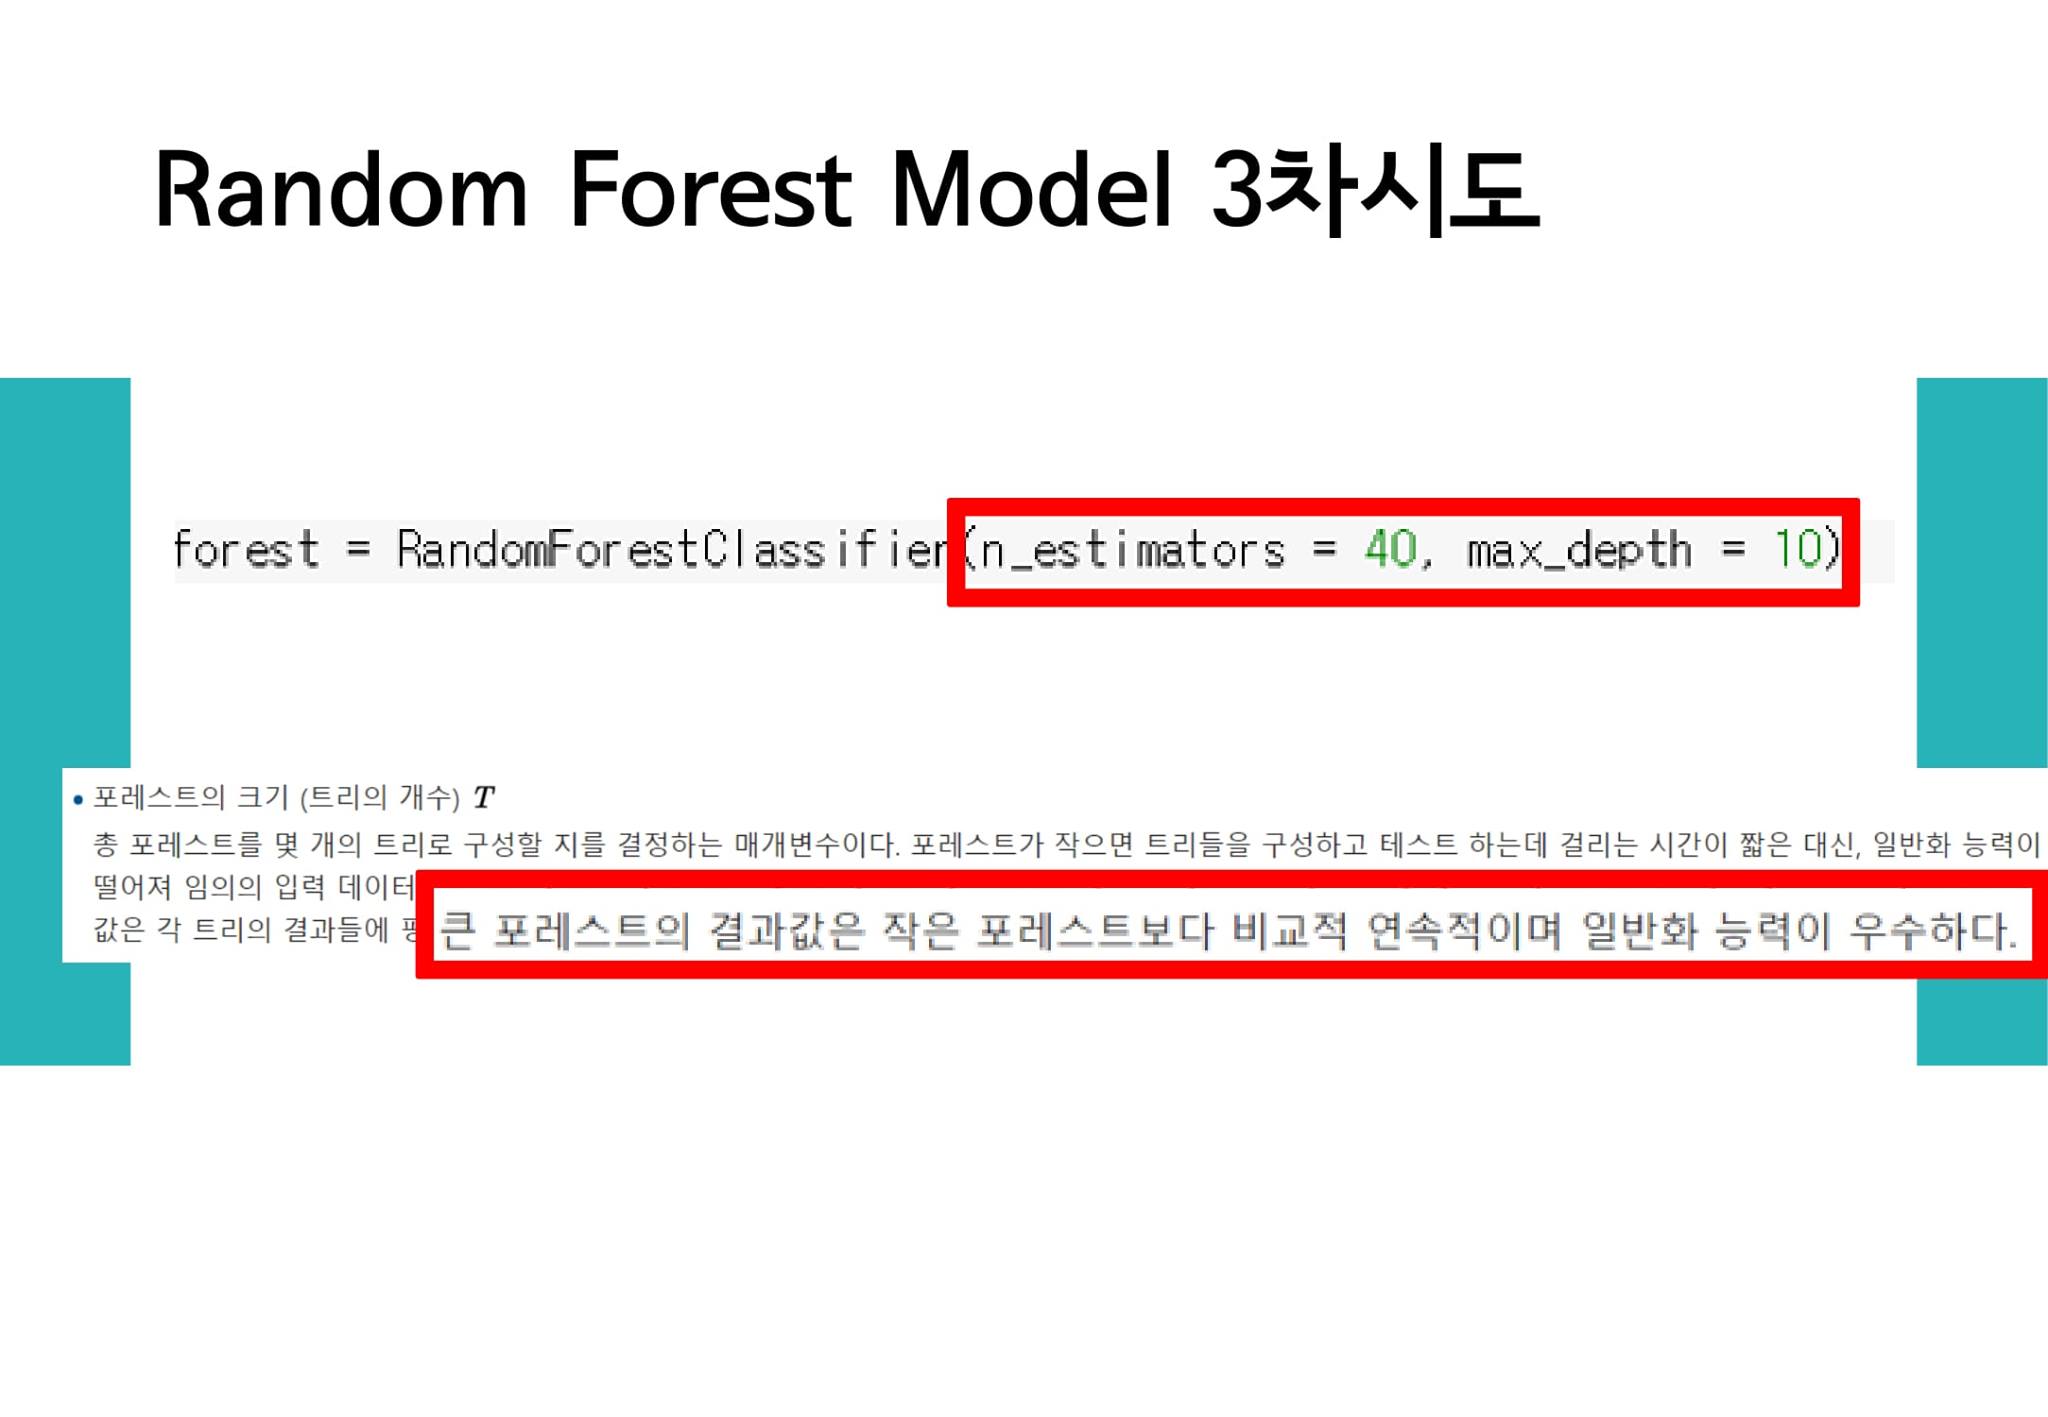 Random Forest Model 3차시도
forest = RandomForestClassifier(n_estimators = 40, max_depth = 10)
• 포레스트의 크기 (트리의 개수) T
총 포레스트를 몇 개의 트리로 구성할 지를 결정하는 매개변수이다. 포레스트가 작으면 트리들을 구성하고 테스트 하는데 걸리는 시간이 짧은 대신, 일반화 능력이
떨어져 임의의 입력 데이터
값은 각 트리의 결과들에
큰 포레스트의 결과값은 작은 포레스트보다 비교적 연속적이며 일반화 능력이 우수하다.